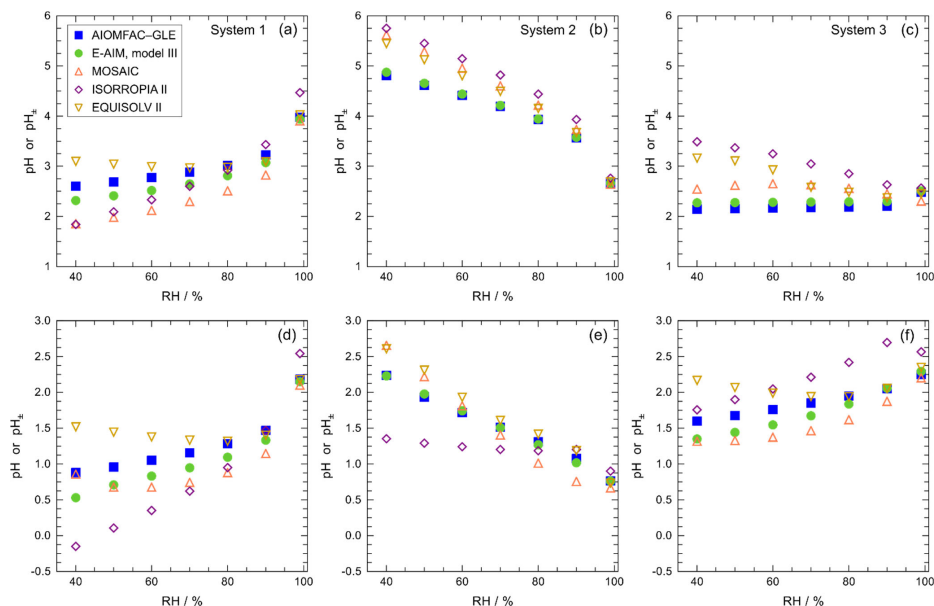 System 1 (a)
AIOMFAC–GLE
E-AIM, model III
MOSAIC
ISORROPIA II
EQUISOLV II
pH or pH±
6
5
4
3
2
1
40 50 60 70 80 90 100
RH / %
System 2 (b)
pH or pH±
6
5
4
3
2
1
40 50 60 70 80 90 100
RH / %
System 3 (c)
pH or pH±
6
5
4
3
2
1
40 50 60 70 80 90 100
RH / %
(d)
pH or pH±
3.0
2.5
2.0
1.5
1.0
0.5
0.0
-0.5
40 50 60 70 80 90 100
RH / %
(e)
pH or pH±
3.0
2.5
2.0
1.5
1.0
0.5
0.0
-0.5
40 50 60 70 80 90 100
RH / %
(f)
pH or pH±
3.0
2.5
2.0
1.5
1.0
0.5
0.0
-0.5
40 50 60 70 80 90 100
RH / %